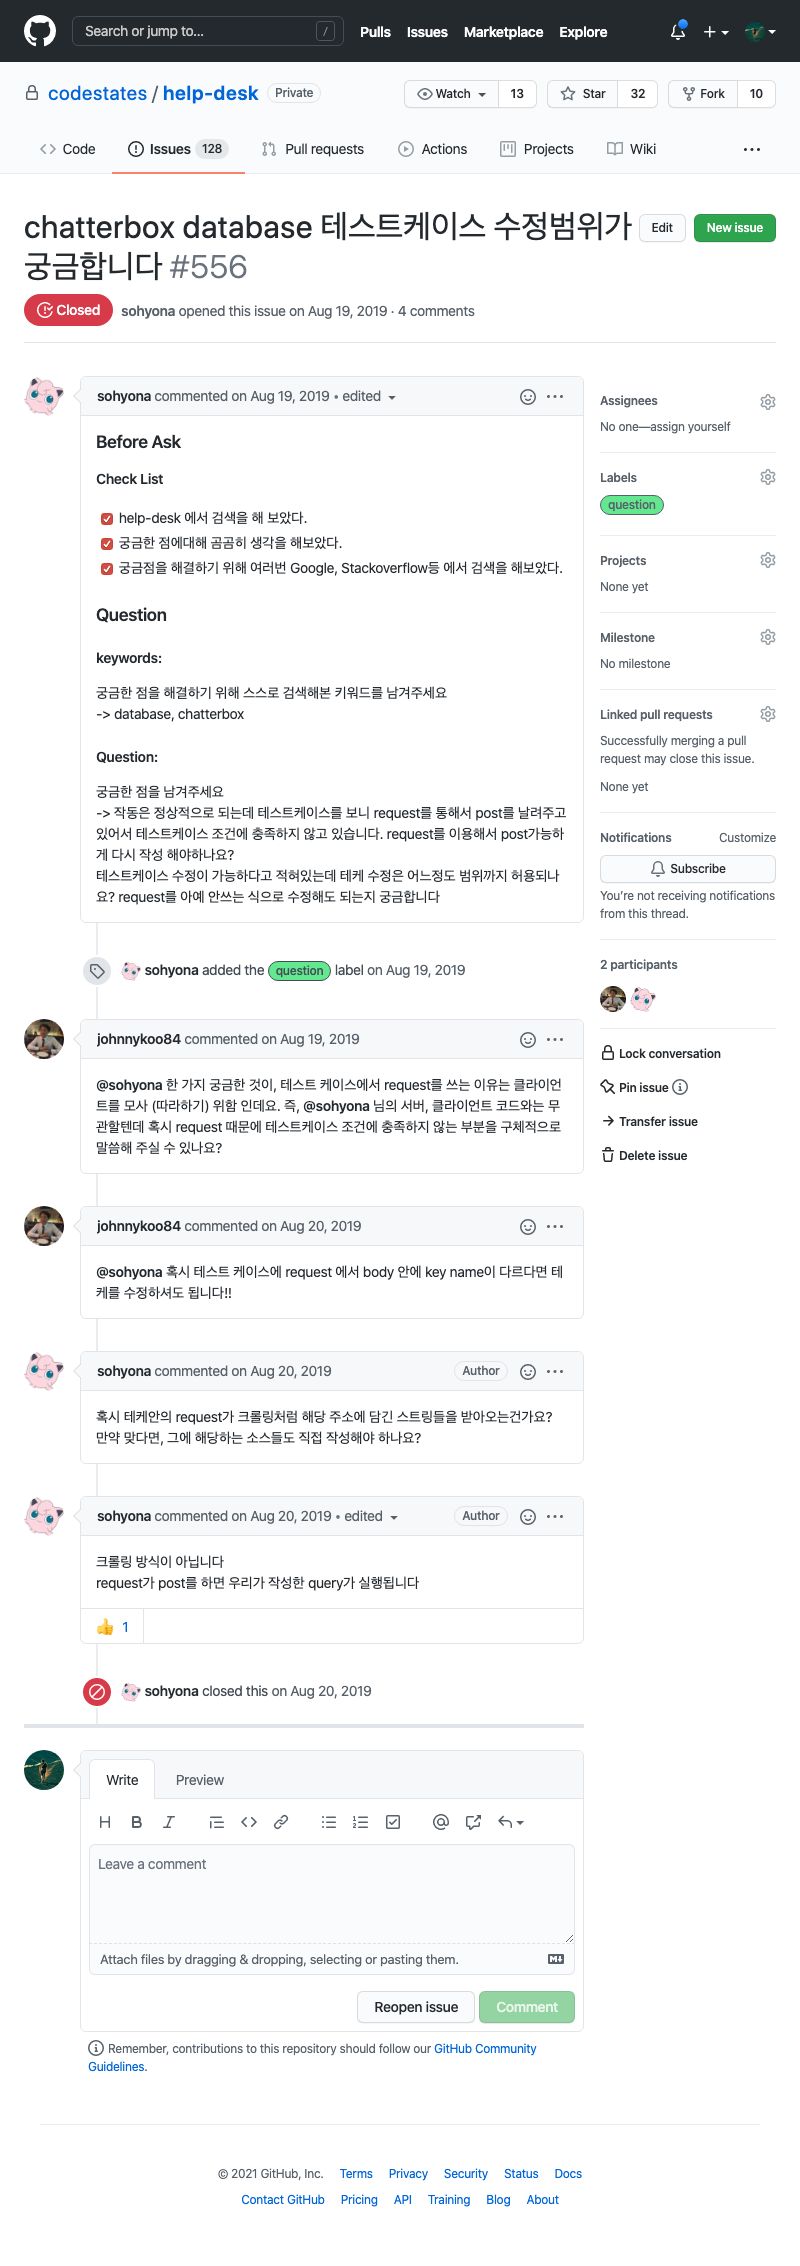 Search or jump to...
/
Pulls
Issues
Marketplace
Explore
codestates / help-desk
Private
Watch
13
Star
32
Fork
10
Code
Issues 128
Pull requests
Actions
Projects
Wiki
chatterbox database 테스트케이스 수정범위가
궁금합니다 #556
Edit
New issue
Closed
sohyona opened this issue on Aug 19, 2019 · 4 comments
sohyona commented on Aug 19, 2019 • edited
Before Ask
Check List
help-desk 에서 검색을 해 보았다.
궁금한 점에대해 곰곰히 생각을 해보았다.
궁금점을 해결하기 위해 여러번 Google, Stackoverflow등 에서 검색을 해보았다.
Question
keywords:
궁금한 점을 해결하기 위해 스스로 검색해본 키워드를 남겨주세요
-> database, chatterbox
Question:
궁금한 점을 남겨주세요
-> 작동은 정상적으로 되는데 테스트케이스를 보니 request를 통해서 post를 날려주고
있어서 테스트케이스 조건에 충족하지 않고 있습니다. request를 이용해서 post가능하
게 다시 작성 해야하나요?
테스트케이스 수정이 가능하다고 적혀있는데 테케 수정은 어느정도 범위까지 허용되나
요? request를 아예 안쓰는 식으로 수정해도 되는지 궁금합니다
sohyona added the question label on Aug 19, 2019
johnnykoo84 commented on Aug 19, 2019
@sohyona 한 가지 궁금한 것이, 테스트 케이스에서 request를 쓰는 이유는 클라이언
트를 모사 (따라하기) 위함 인데요. 즉, @sohyona 님의 서버, 클라이언트 코드와는 무
관할텐데 혹시 request 때문에 테스트케이스 조건에 충족하지 않는 부분을 구체적으로
말씀해 주실 수 있나요?
johnnykoo84 commented on Aug 20, 2019
@sohyona 혹시 테스트 케이스에 request 에서 body 안에 key name이 다르다면 테
케를 수정하셔도 됩니다!!
sohyona commented on Aug 20, 2019
Author
혹시 테케안의 request가 크롤링처럼 해당 주소에 담긴 스트링들을 받아오는건가요?
만약 맞다면, 그에 해당하는 소스들도 직접 작성해야 하나요?
sohyona commented on Aug 20, 2019 • edited
Author
크롤링 방식이 아닙니다
request가 post를 하면 우리가 작성한 query가 실행됩니다
👍 1
sohyona closed this on Aug 20, 2019
Write
Preview
Leave a comment
Attach files by dragging & dropping, selecting or pasting them.
Reopen issue
Comment
Remember, contributions to this repository should follow our GitHub Community
Guidelines.
Assignees
No one—assign yourself
Labels
question
Projects
None yet
Milestone
No milestone
Linked pull requests
Successfully merging a pull
request may close this issue.
None yet
Notifications
Customize
Subscribe
You're not receiving notifications
from this thread.
2 participants
Lock conversation
Pin issue
Transfer issue
Delete issue
© 2021 GitHub, Inc.
Terms
Privacy
Security
Status
Docs
Contact GitHub
Pricing
API
Training
Blog
About